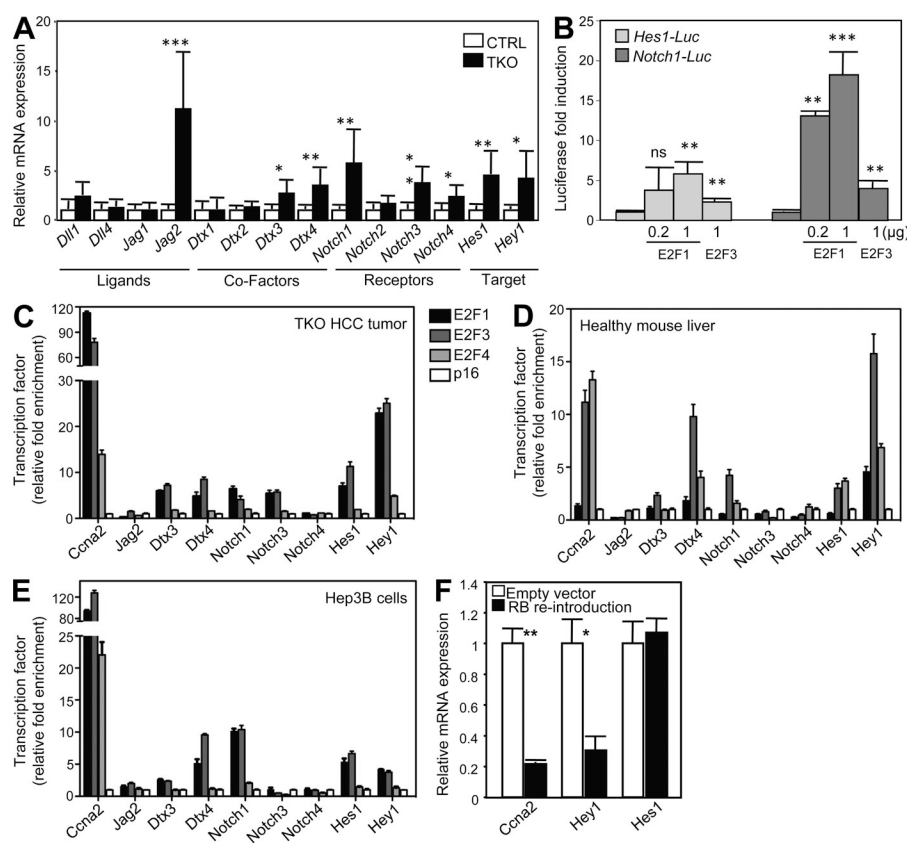 A
Relative mRNA expression
20
15
10
5
0
CTRL
TKO
***
*
**
**
*
*
*
**
*
Dll1
Dll4
Jag1
Jag2
Dtx1
Dtx2
Dtx3
Dtx4
Notch1
Notch2
Notch3
Notch4
Hes1
Hey1
Ligands
Co-Factors
Receptors
Target
B
Luciferase fold induction
25
20
15
10
5
0
Hes1-Luc
Notch1-Luc
ns
**
**
**
***
**
0.2 1 1 0.2 1 1 (µg)
E2F1 E2F3 E2F1 E2F3
C
Transcription factor
(relative fold enrichment)
120
90
60
30
20
10
0
TKO HCC tumor
E2F1
E2F3
E2F4
p16
Ccna2
Jag2
Dtx3
Dtx4
Notch1
Notch3
Notch4
Hes1
Hey1
D
Transcription factor
(relative fold enrichment)
20
15
10
5
0
Healthy mouse liver
Ccna2
Jag2
Dtx3
Dtx4
Notch1
Notch3
Notch4
Hes1
Hey1
E
Transcription factor
(relative fold enrichment)
120
80
25
20
15
10
5
0
Hep3B cells
Ccna2
Jag2
Dtx3
Dtx4
Notch1
Notch3
Notch4
Hes1
Hey1
F
Relative mRNA expression
1.4
1.2
1
0.8
0.6
0.4
0.2
0
Empty vector
RB re-introduction
**
*
Ccna2
Hey1
Hes1